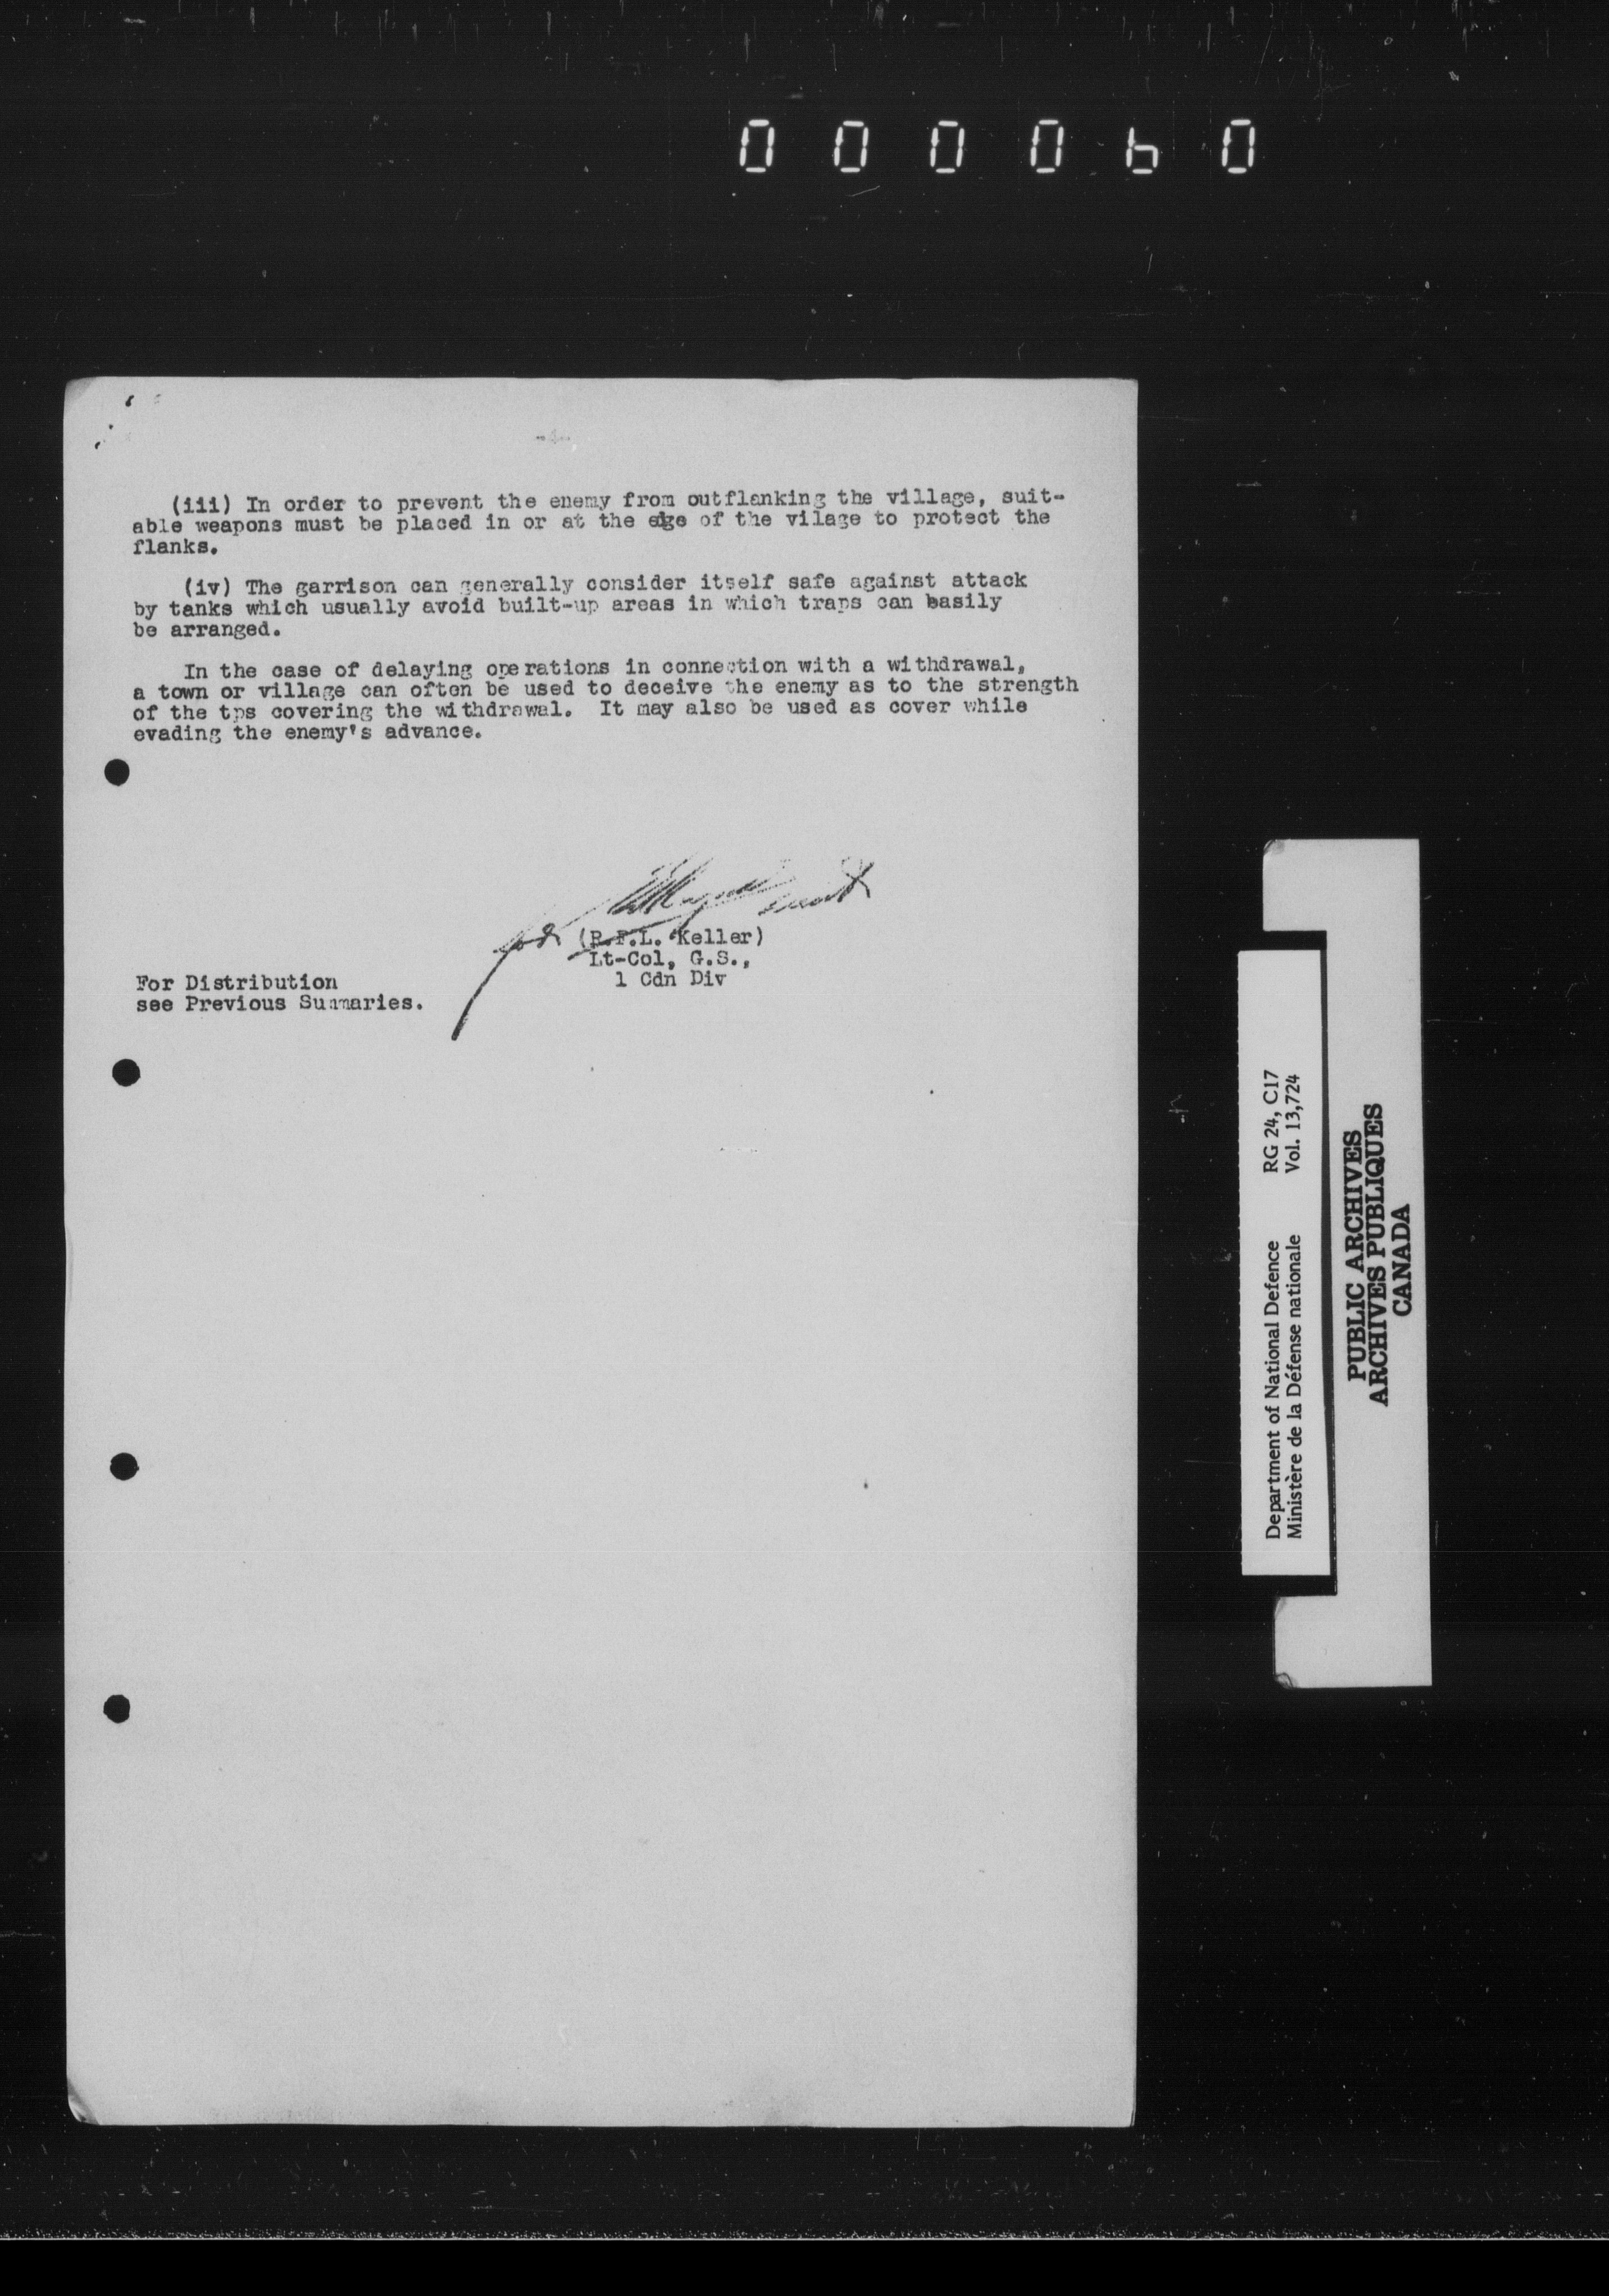 0 0 0 0 6 0
(iii) In order to prevent the enemy from outflanking the village, suit-
able weapons must be placed in or at the edge of the vilage to protect the
flanks.
(iv) The garrison can generally consider itself safe against attack
by tanks which usually avoid built-up areas in which traps can easily
be arranged.
In the case of delaying operations in connection with a withdrawal,
a town or village can often be used to deceive the enemy as to the strength
of the tps covering the withdrawal. It may also be used as cover while
evading the enemy's advance.
for
(R.F.L. Keller)
Lt-Col, G.S.,
1 Cdn Div
For Distribution
see Previous Summaries.
Department of National Defence RG 24, C17
Ministère de la Défense nationale Vol. 13,724
PUBLIC ARCHIVES
ARCHIVES PUBLIQUES
CANADA